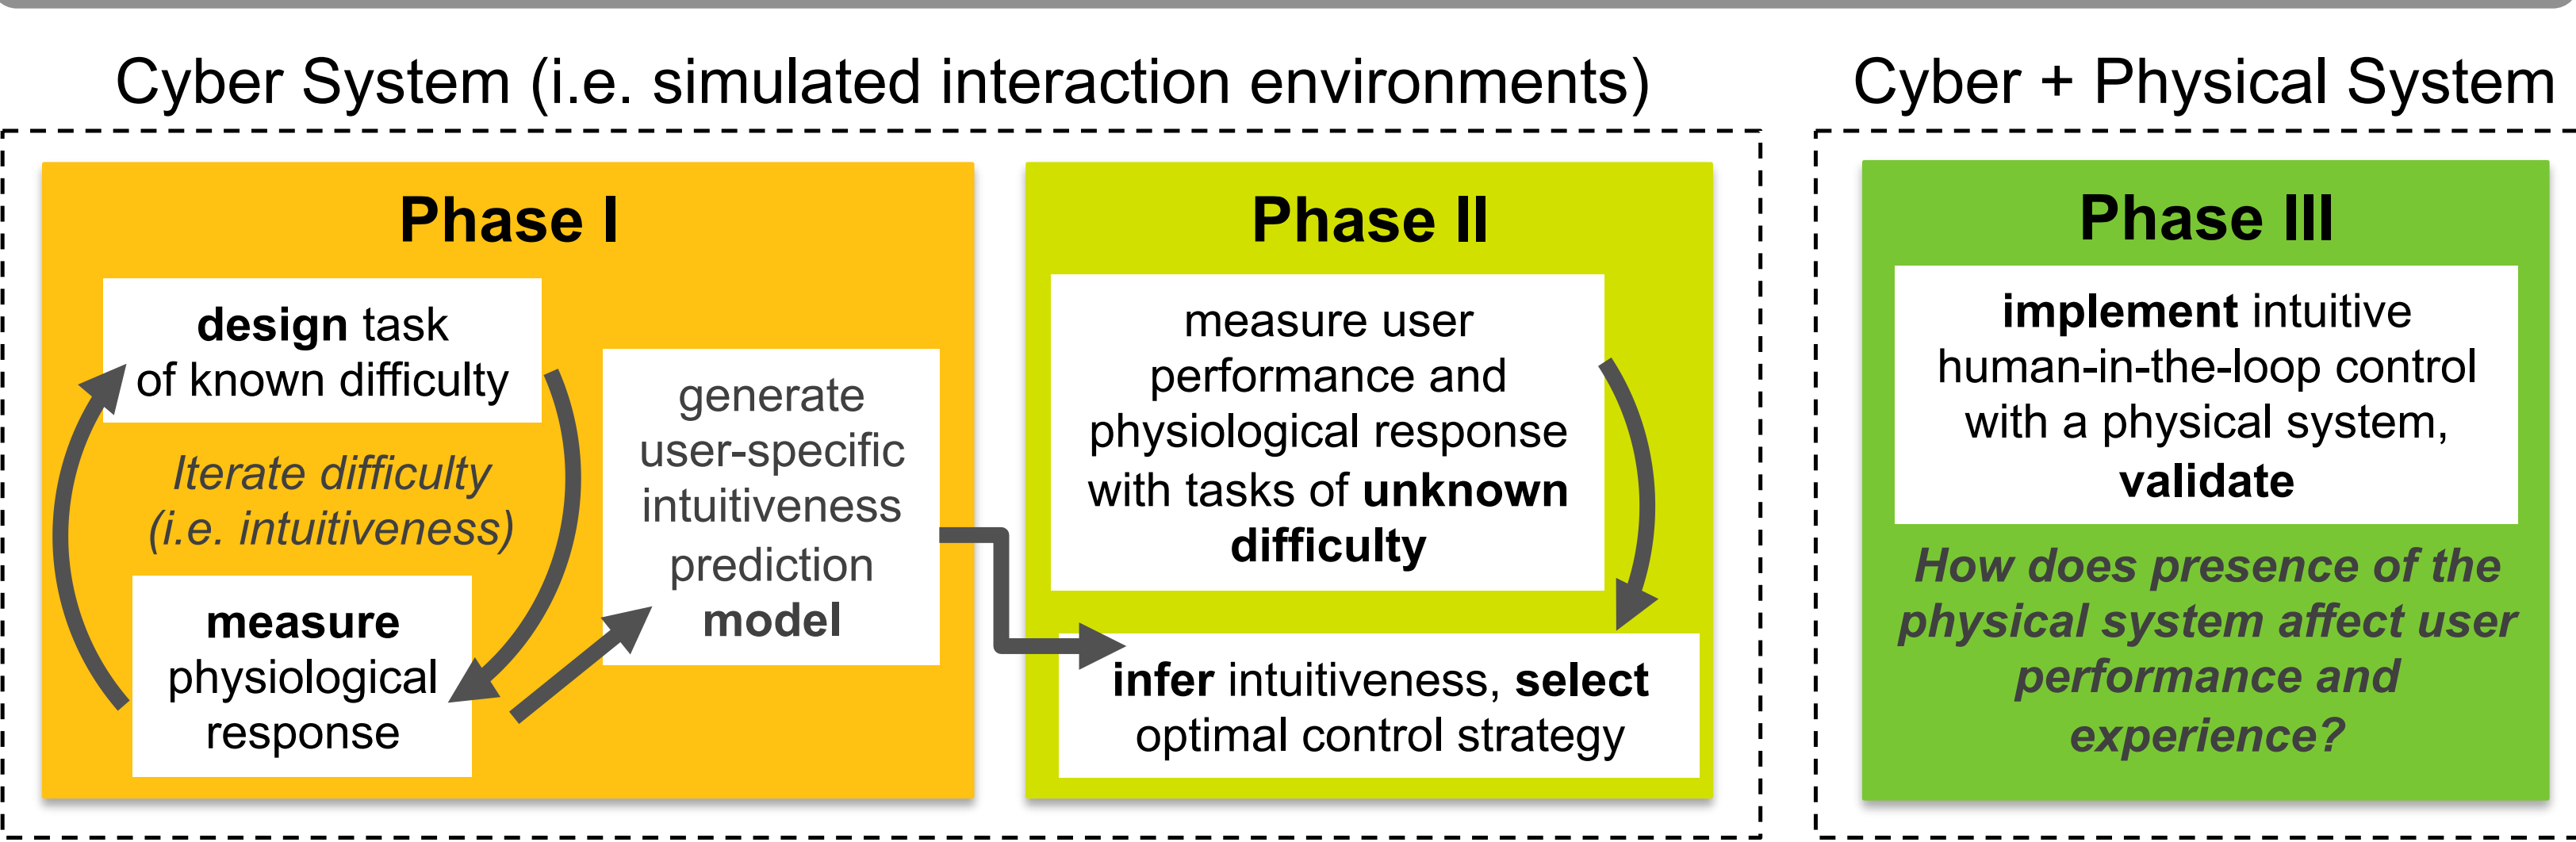 Cyber System (i.e. simulated interaction environments)
Cyber + Physical System
Phase I
design task
of known difficulty
Iterate difficulty
(i.e. intuitiveness)
measure
physiological
response
generate
user-specific
intuitiveness
prediction
model
Phase II
measure user
performance and
physiological response
with tasks of unknown
difficulty
infer intuitiveness, select
optimal control strategy
Phase III
implement intuitive
human-in-the-loop control
with a physical system,
validate
How does presence of the
physical system affect user
performance and
experience?